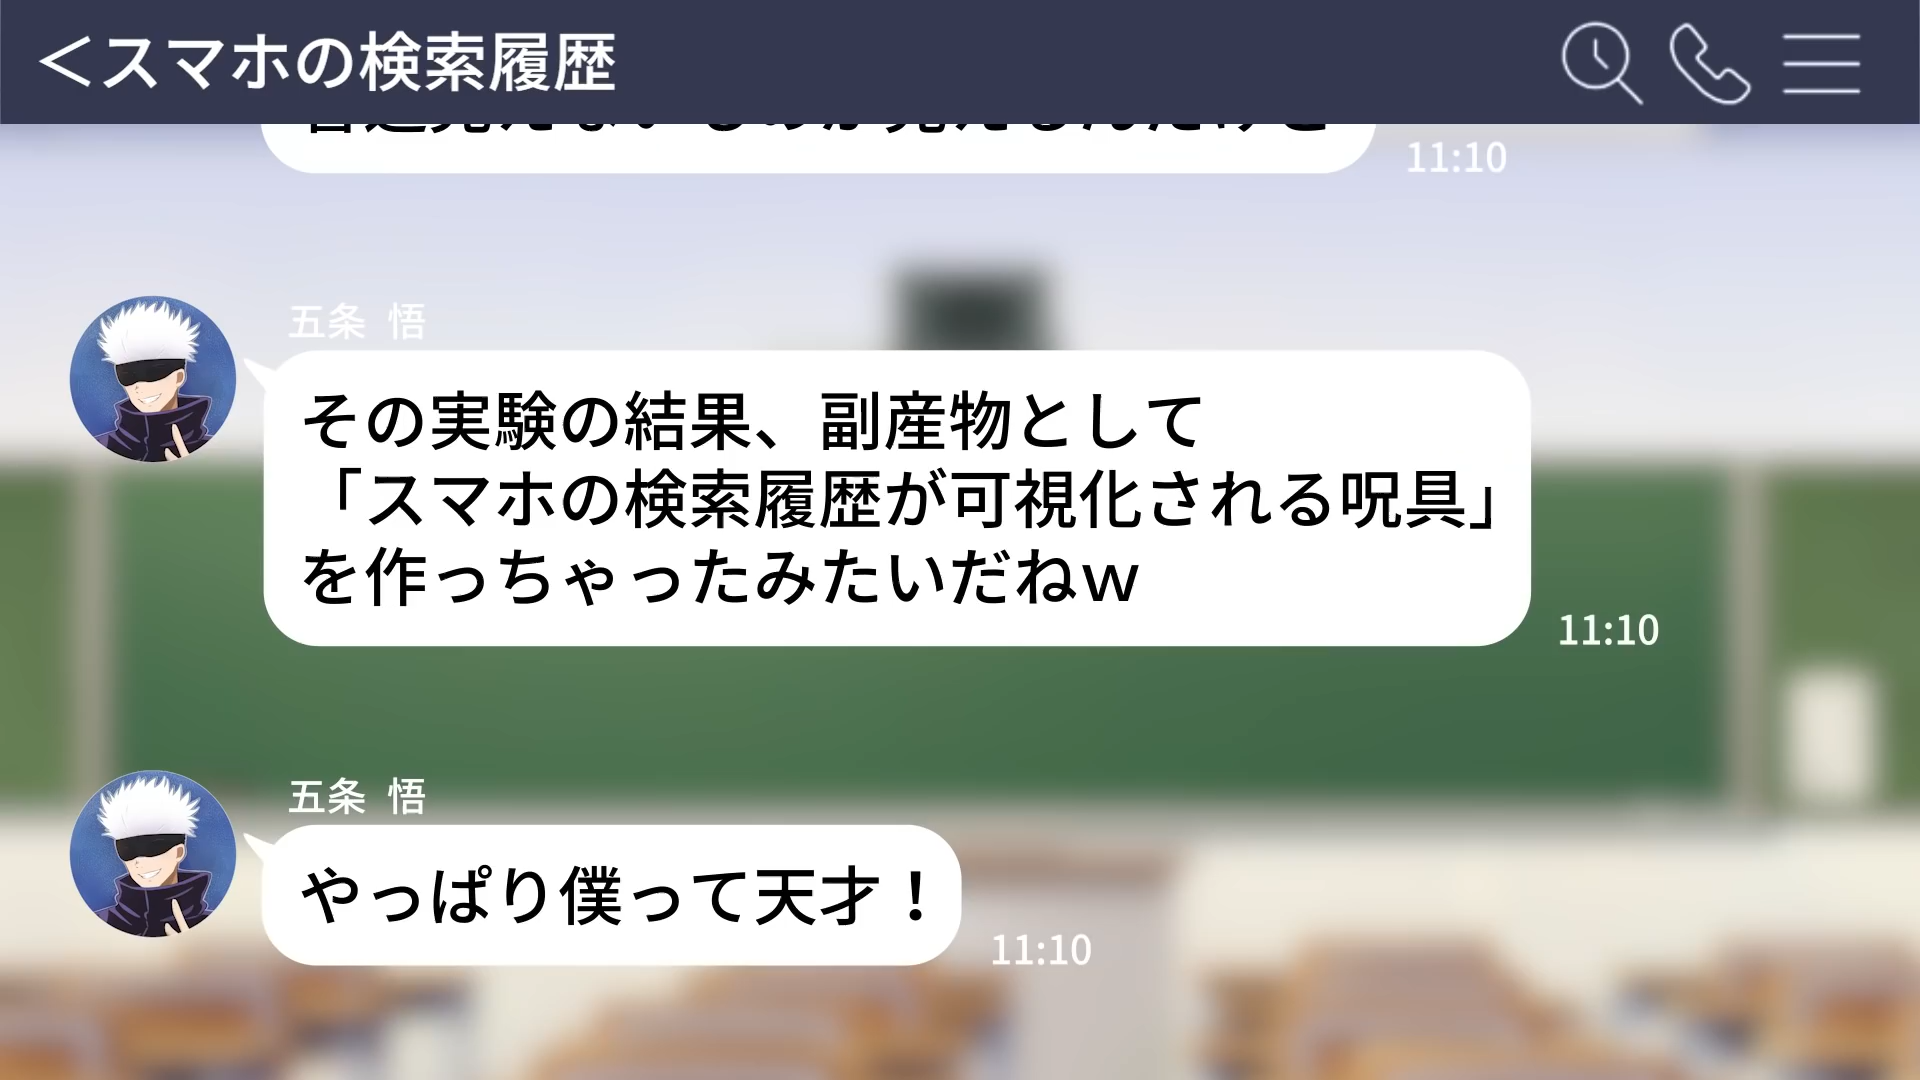 ＜スマホの検索履歴
11:10
五条 悟
その実験の結果、副産物として
「スマホの検索履歴が可視化される呪具」
を作っちゃったみたいだねｗ
11:10
五条 悟
やっぱり僕って天才！
11:10